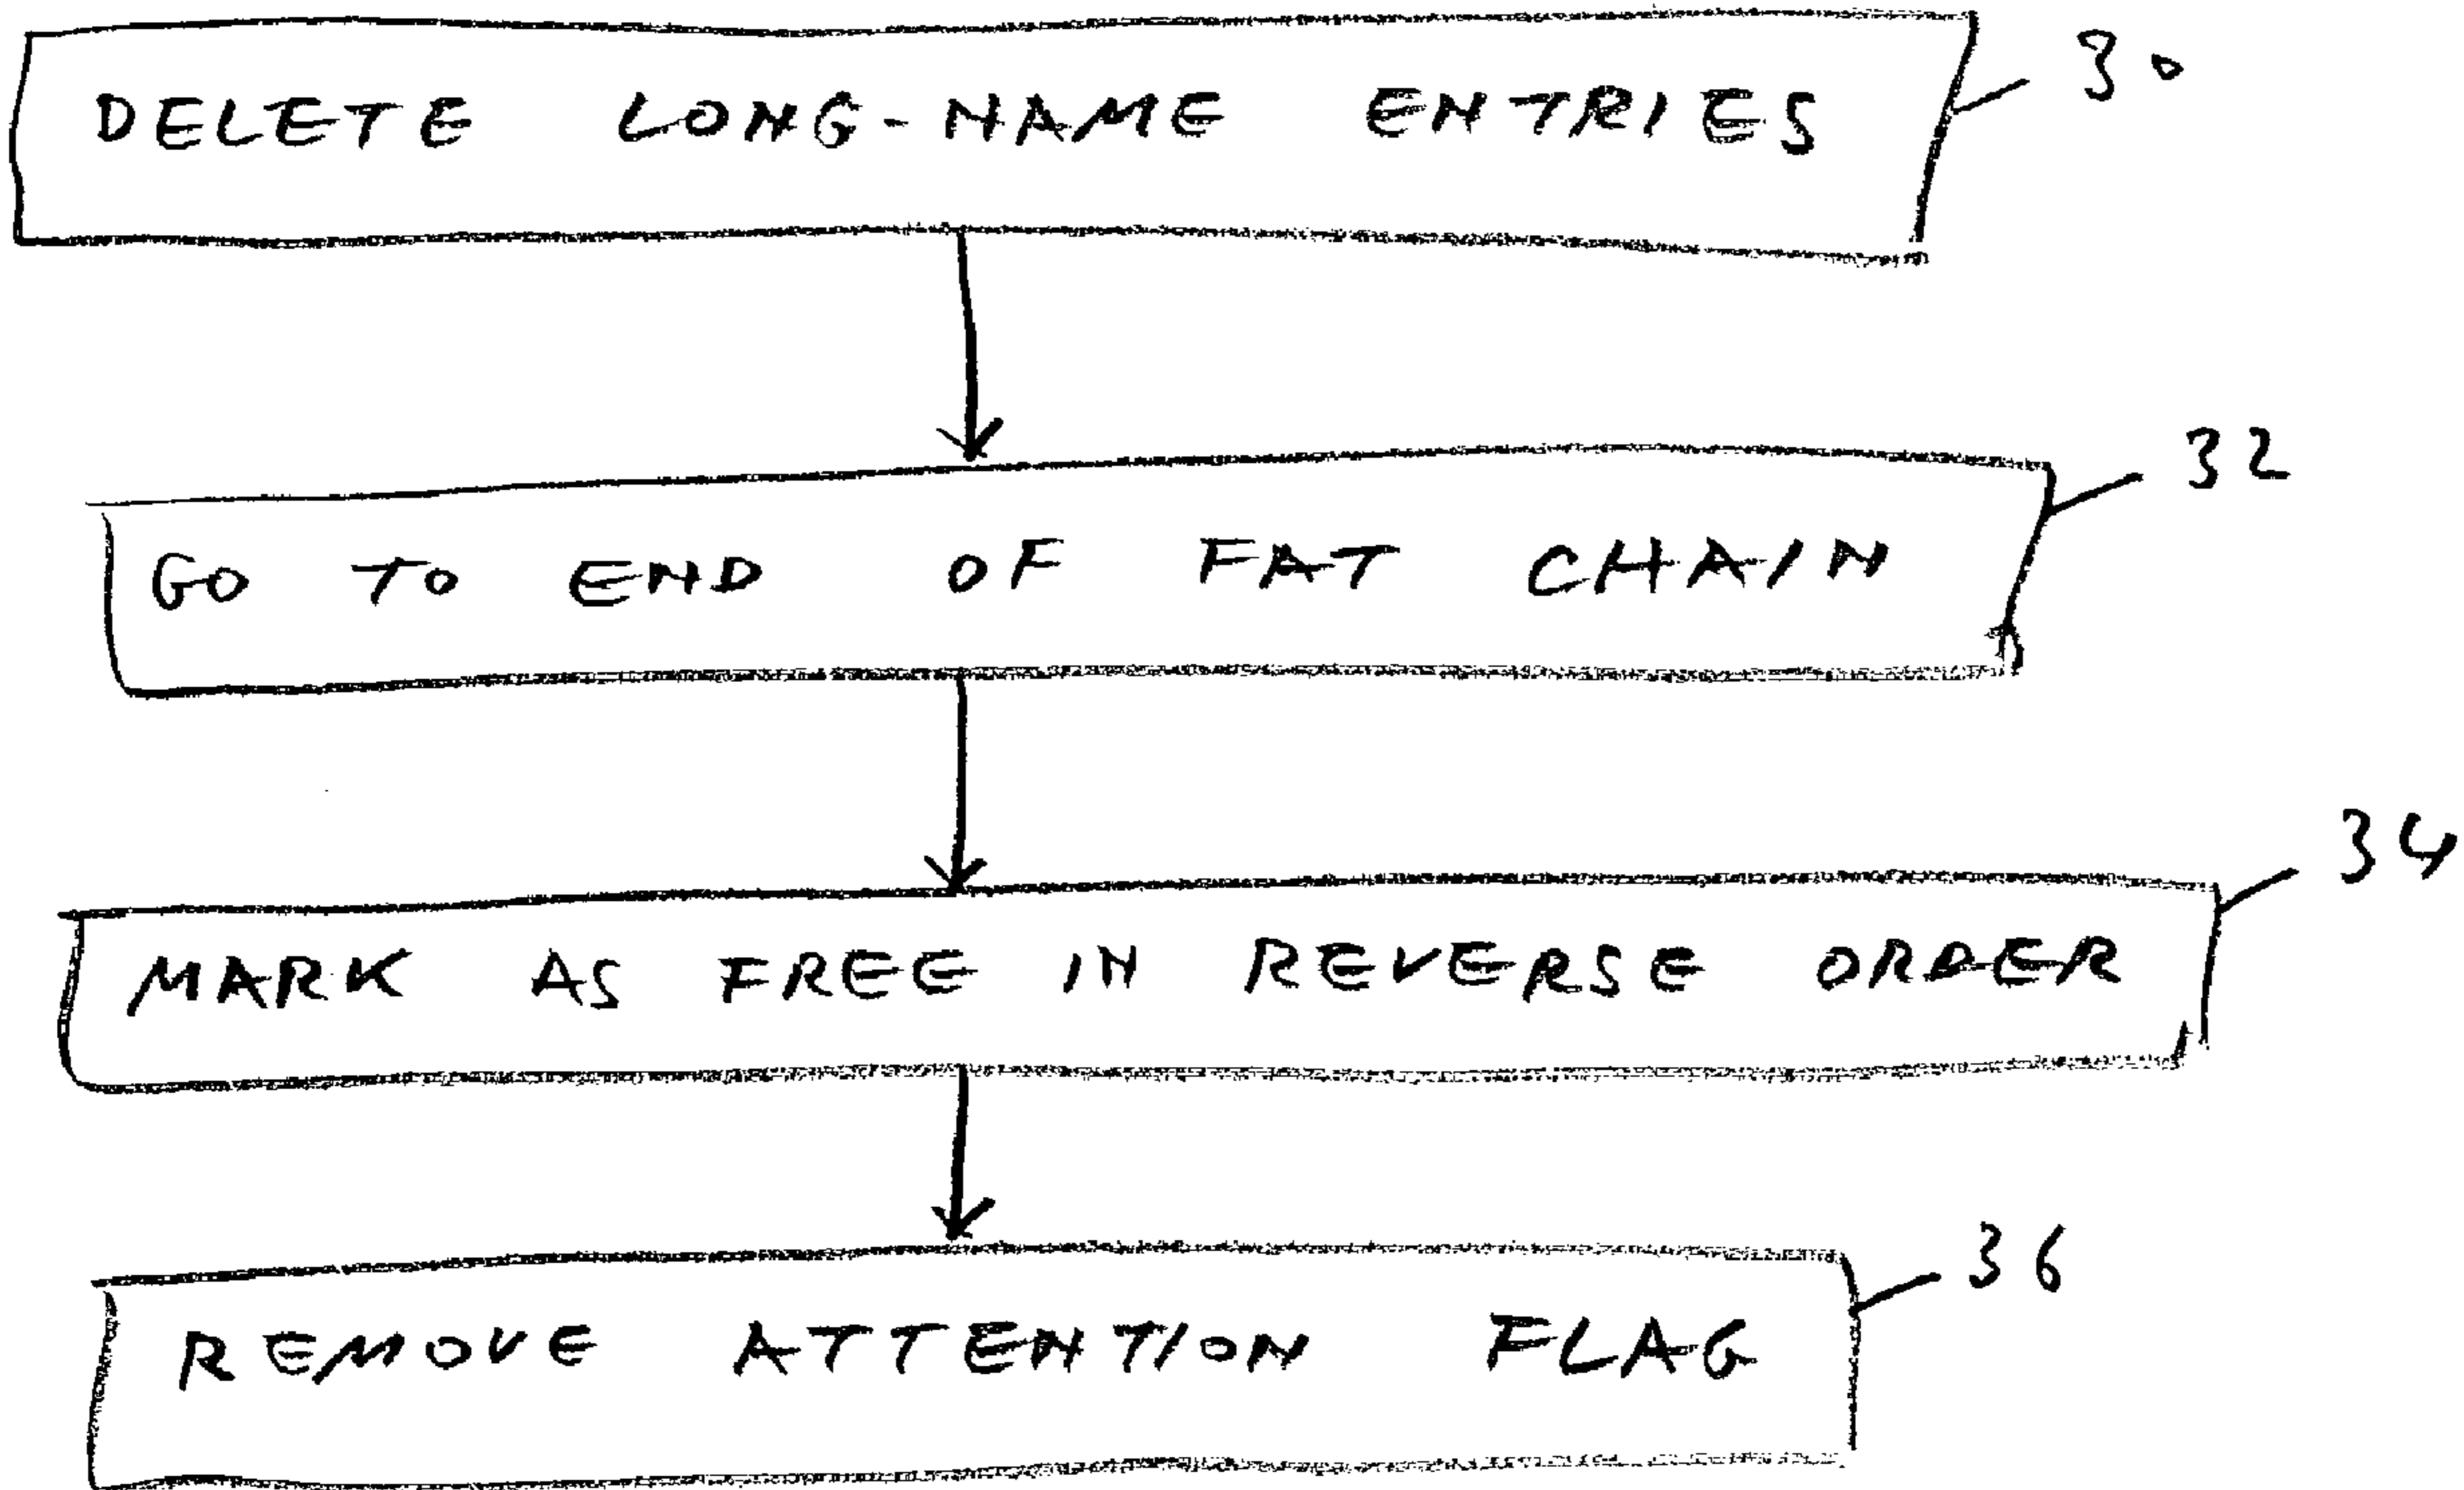 DELETE LONG-NAME ENTRIES 30
GO TO END OF FAT CHAIN 32
MARK AS FREE IN REVERSE ORDER 34
REMOVE ATTENTION FLAG 36